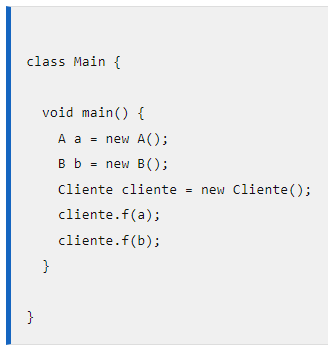 class Main {
void main() {
A a = new A();
B b = new B();
Cliente cliente = new Cliente();
cliente.f(a);
cliente.f(b);
}
}